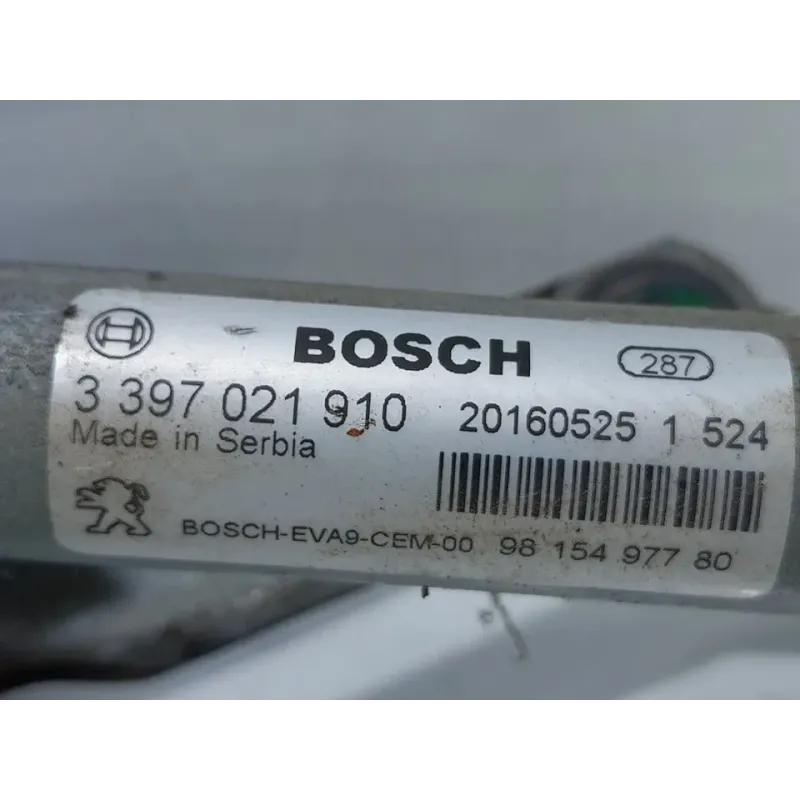 BOSCH 287
3 397 021 910 20160525 1 524
Made in Serbia
BOSCH-EVA9-CEM-00 98 154 977 80